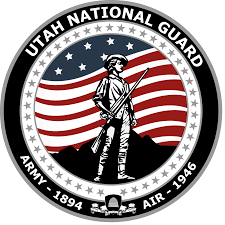 UTAH NATIONAL GUARD
ARMY - 1894
AIR - 1946